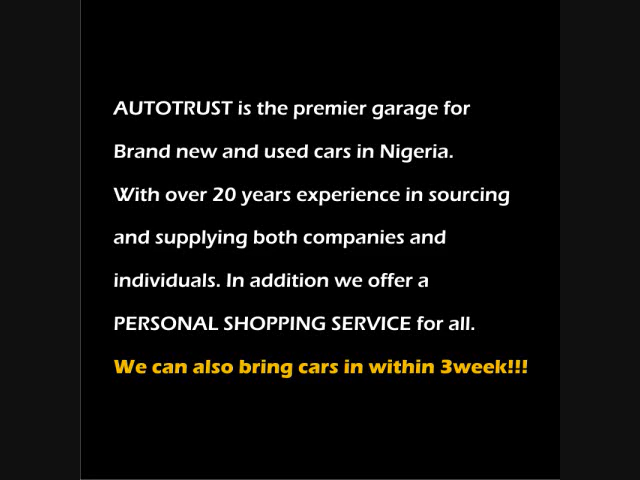 AUTOTRUST is the premier garage for
Brand new and used cars in Nigeria.
With over 20 years experience in sourcing
and supplying both companies and
individuals. In addition we offer a
PERSONAL SHOPPING SERVICE for all.
We can also bring cars in within 3week!!!